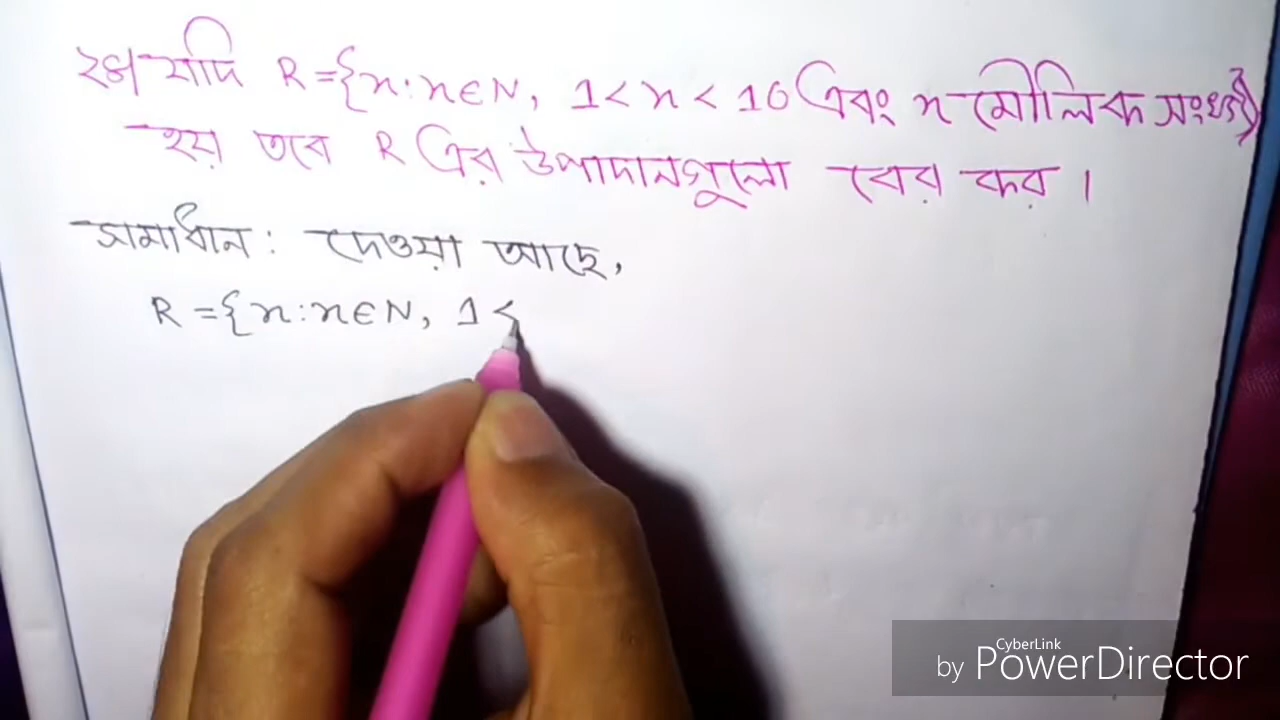 ২৪। যদি R = {x : x ∈ N, 1 < x < 10 এবং x মৌলিক সংখ্যা}
হয় তবে R এর উপাদানগুলো বের কর।
সমাধান: দেওয়া আছে,
R = {x : x ∈ N, 1 <
CyberLink
by PowerDirector